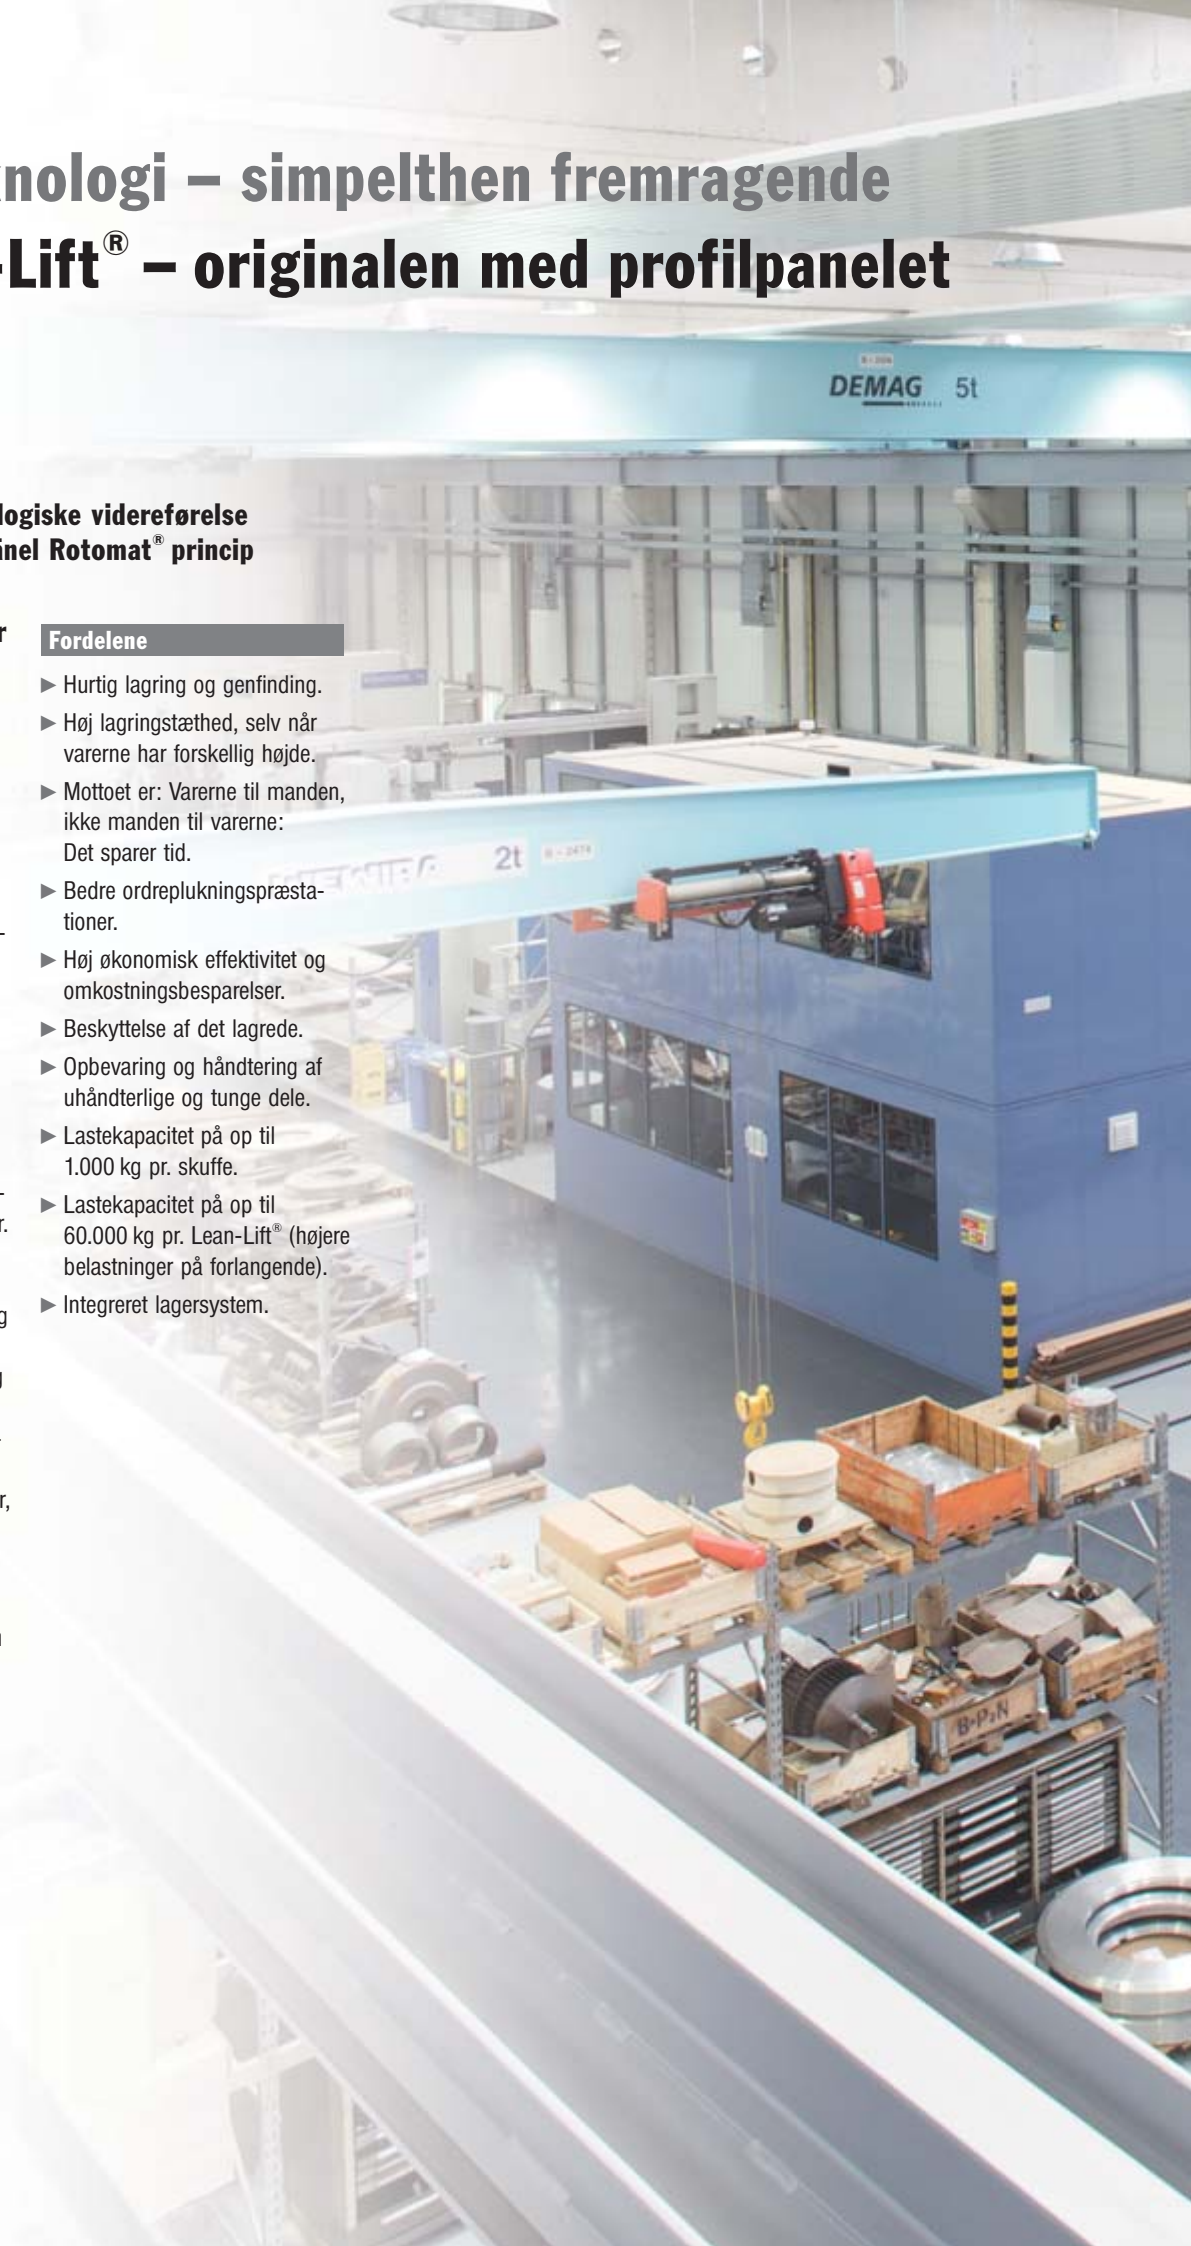 nologi – simpelthen fremragende
-Lift® – originalen med profilpanelet
DEMAG 5t
logiske videreførelse
nel Rotomat® princip
r
Fordelene
► Hurtig lagring og genfinding.
► Høj lagringstæthed, selv når
varerne har forskellig højde.
► Mottoet er: Varerne til manden,
ikke manden til varerne:
Det sparer tid.
► Bedre ordreplukningspræsta-
tioner.
► Høj økonomisk effektivitet og
omkostningsbesparelser.
► Beskyttelse af det lagrede.
► Opbevaring og håndtering af
uhåndterlige og tunge dele.
► Lastekapacitet på op til
1.000 kg pr. skuffe.
► Lastekapacitet på op til
60.000 kg pr. Lean-Lift® (højere
belastninger på forlangende).
► Integreret lagersystem.
-
-
r.
g
r,
2t